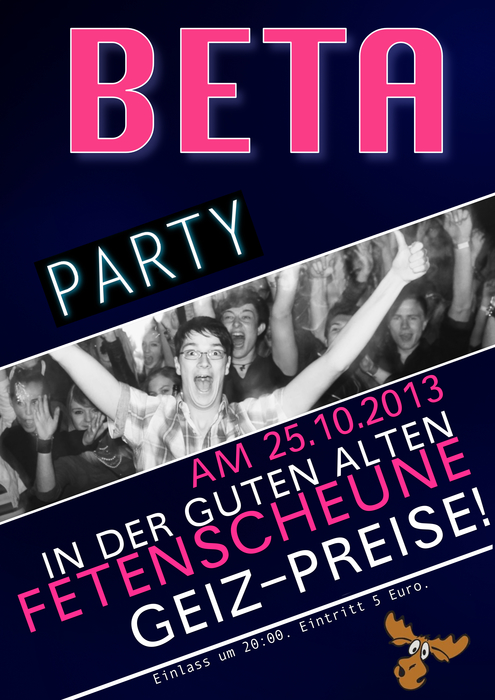 BETA
PARTY
AM 25.10.2013
IN DER GUTEN ALTEN
FETENSCHEUNE
GEIZ-PREISE!
Einlass um 20:00. Eintritt 5 Euro.